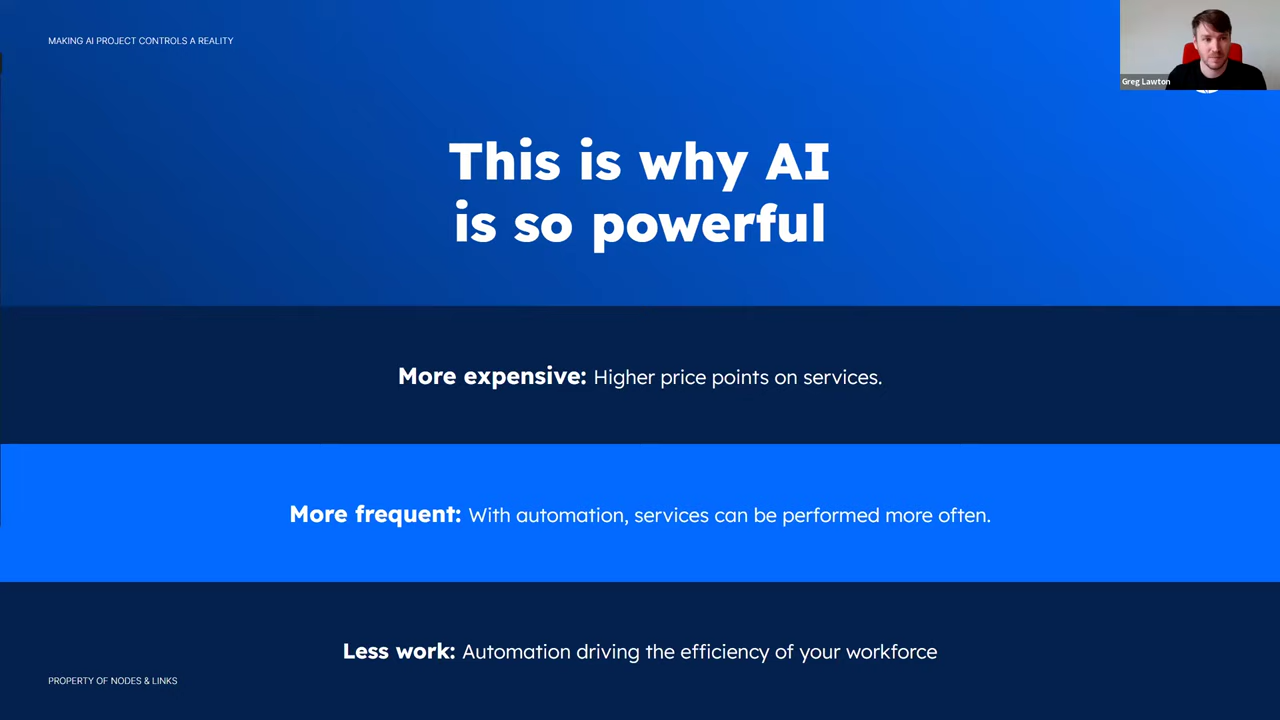 MAKING AI PROJECT CONTROLS A REALITY
Greg Lawton
This is why AI
is so powerful
More expensive: Higher price points on services.
More frequent: With automation, services can be performed more often.
Less work: Automation driving the efficiency of your workforce
PROPERTY OF NODES & LINKS